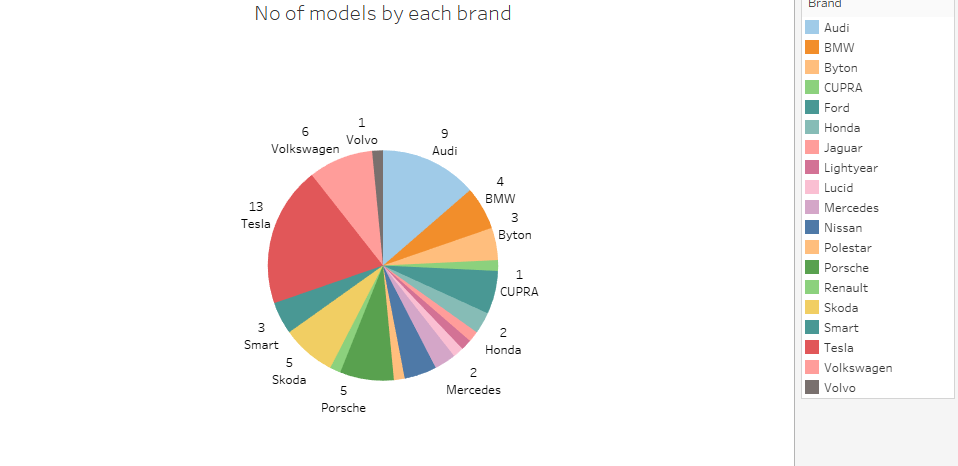 No of models by each brand
1
Volvo
9
Audi
4
BMW
3
Byton
1
CUPRA
2
Honda
2
Mercedes
5
Porsche
5
Skoda
3
Smart
13
Tesla
6
Volkswagen
Brand
Audi
BMW
Byton
CUPRA
Ford
Honda
Jaguar
Lightyear
Lucid
Mercedes
Nissan
Polestar
Porsche
Renault
Skoda
Smart
Tesla
Volkswagen
Volvo